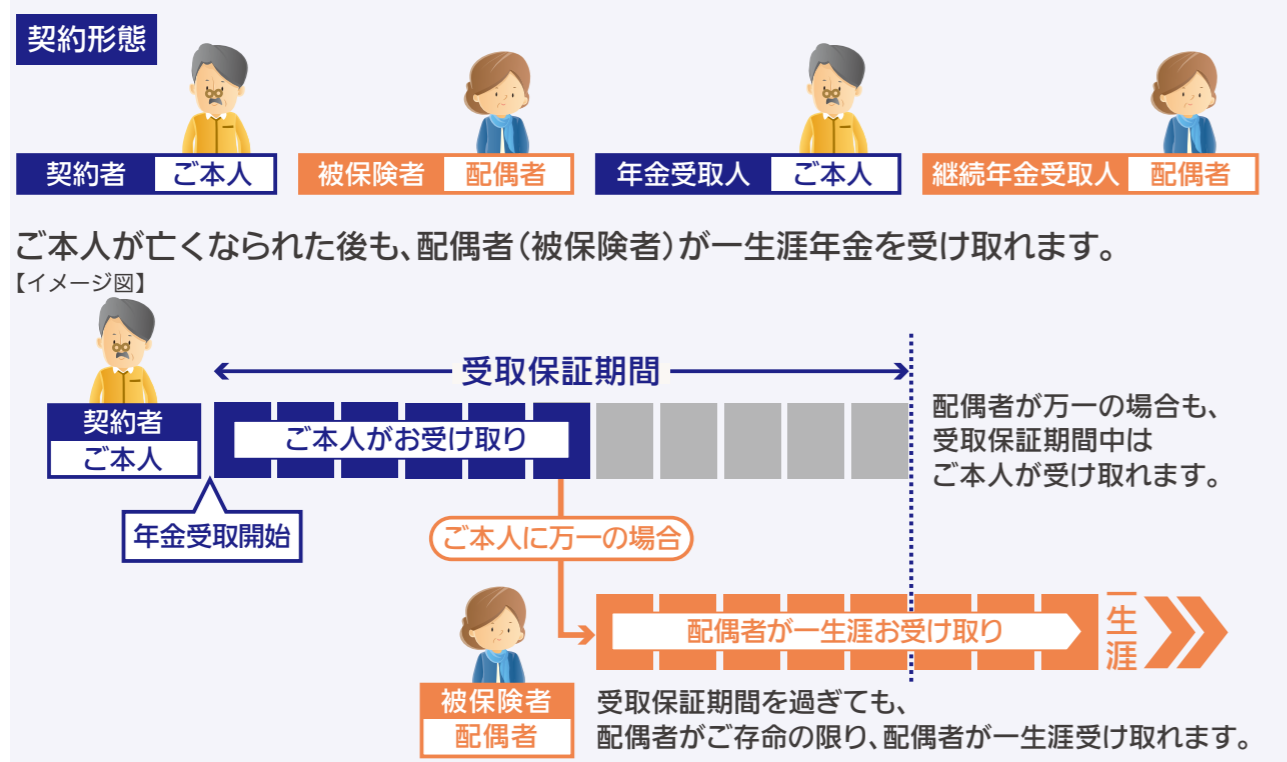 契約形態
契約者 ご本人 被保険者 配偶者 年金受取人 ご本人 継続年金受取人 配偶者
ご本人が亡くなられた後も、配偶者(被保険者)が一生涯年金を受け取れます。
【イメージ図】
受取保証期間
契約者
ご本人
ご本人がお受け取り
配偶者が万一の場合も、
受取保証期間中は
ご本人が受け取れます。
年金受取開始
ご本人に万一の場合
配偶者が一生涯お受け取り
一生涯
被保険者
配偶者
受取保証期間を過ぎても、
配偶者がご存命の限り、配偶者が一生涯受け取れます。